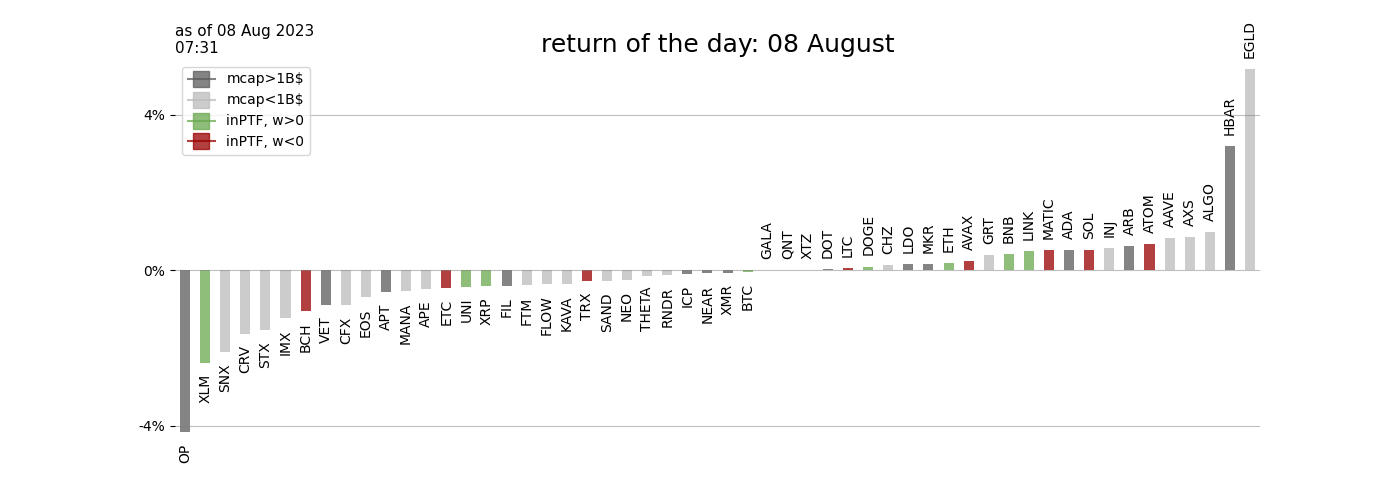 as of 08 Aug 2023
07:31
return of the day: 08 August
mcap>1B$
mcap<1B$
inPTF, w>0
inPTF, w<0
4%
0%
-4%
OP
XLM
SNX
CRV
STX
IMX
BCH
VET
CFX
EOS
APT
MANA
APE
ETC
UNI
XRP
FIL
FTM
FLOW
KAVA
TRX
SAND
NEO
THETA
RNDR
ICP
NEAR
XMR
BTC
GALA
QNT
XTZ
DOT
LTC
DOGE
CHZ
LDO
MKR
ETH
AVAX
GRT
BNB
LINK
MATIC
ADA
SOL
INJ
ARB
ATOM
AAVE
AXS
ALGO
HBAR
EGLD